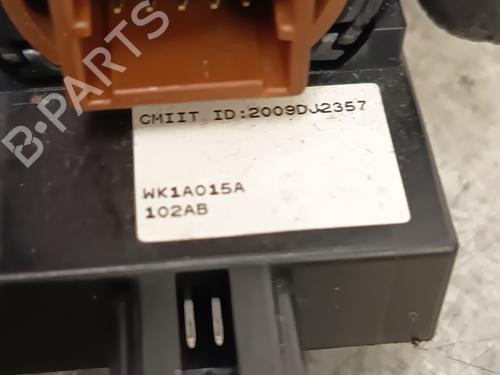 B-PARTS
CMIIT ID:2009DJ2357
WK1A015A
102AB